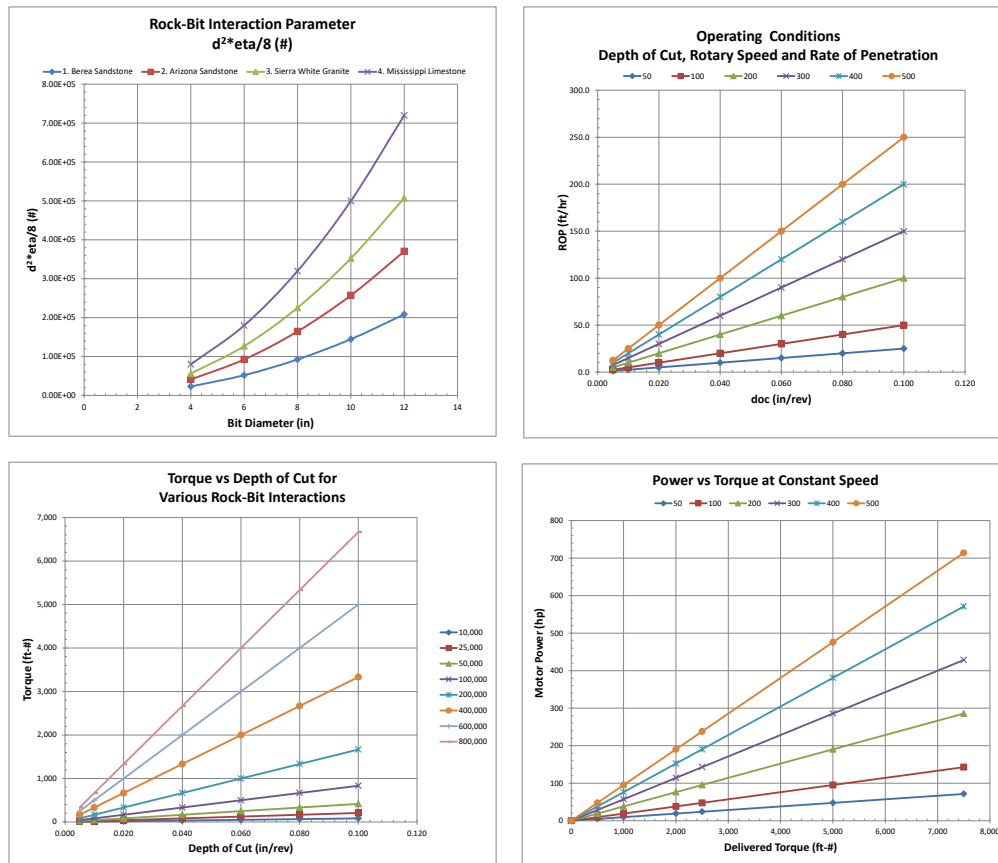 Rock-Bit Interaction Parameter
d²*eta/8 (#)
1. Berea Sandstone 2. Arizona Sandstone 3. Sierra White Granite 4. Mississippi Limestone
8.00E+05
7.00E+05
6.00E+05
5.00E+05
4.00E+05
3.00E+05
2.00E+05
1.00E+05
0.00E+00
d²*eta/8 (#)
0 2 4 6 8 10 12 14
Bit Diameter (in)
Operating Conditions
Depth of Cut, Rotary Speed and Rate of Penetration
50 100 200 300 400 500
300.0
250.0
200.0
150.0
100.0
50.0
0.0
ROP (ft/hr)
0.000 0.020 0.040 0.060 0.080 0.100 0.120
doc (in/rev)
Torque vs Depth of Cut for
Various Rock-Bit Interactions
7,000
6,000
5,000
4,000
3,000
2,000
1,000
0
Torque (ft-#)
0.000 0.020 0.040 0.060 0.080 0.100 0.120
Depth of Cut (in/rev)
10,000
25,000
50,000
100,000
200,000
400,000
600,000
800,000
Power vs Torque at Constant Speed
50 100 200 300 400 500
800
700
600
500
400
300
200
100
0
Motor Power (hp)
0 1,000 2,000 3,000 4,000 5,000 6,000 7,000 8,000
Delivered Torque (ft-#)